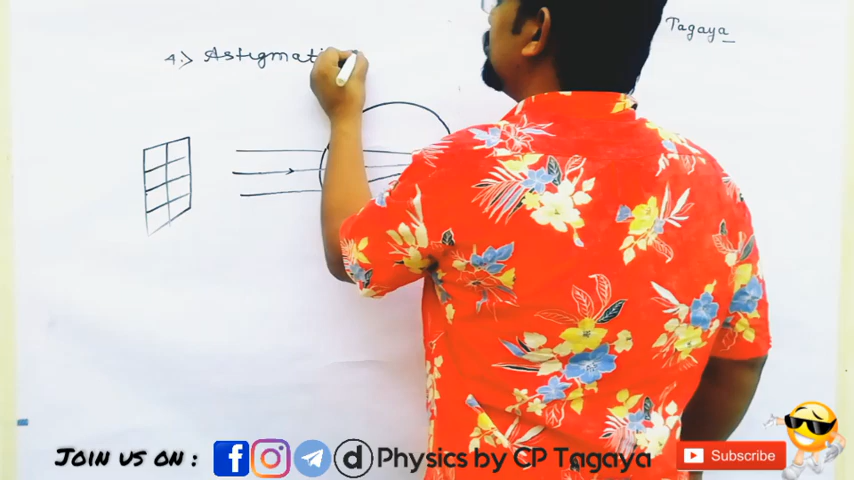 Tagaya
4.) Astigmati
JOIN US ON : Physics by CP Tagaya
Subscribe